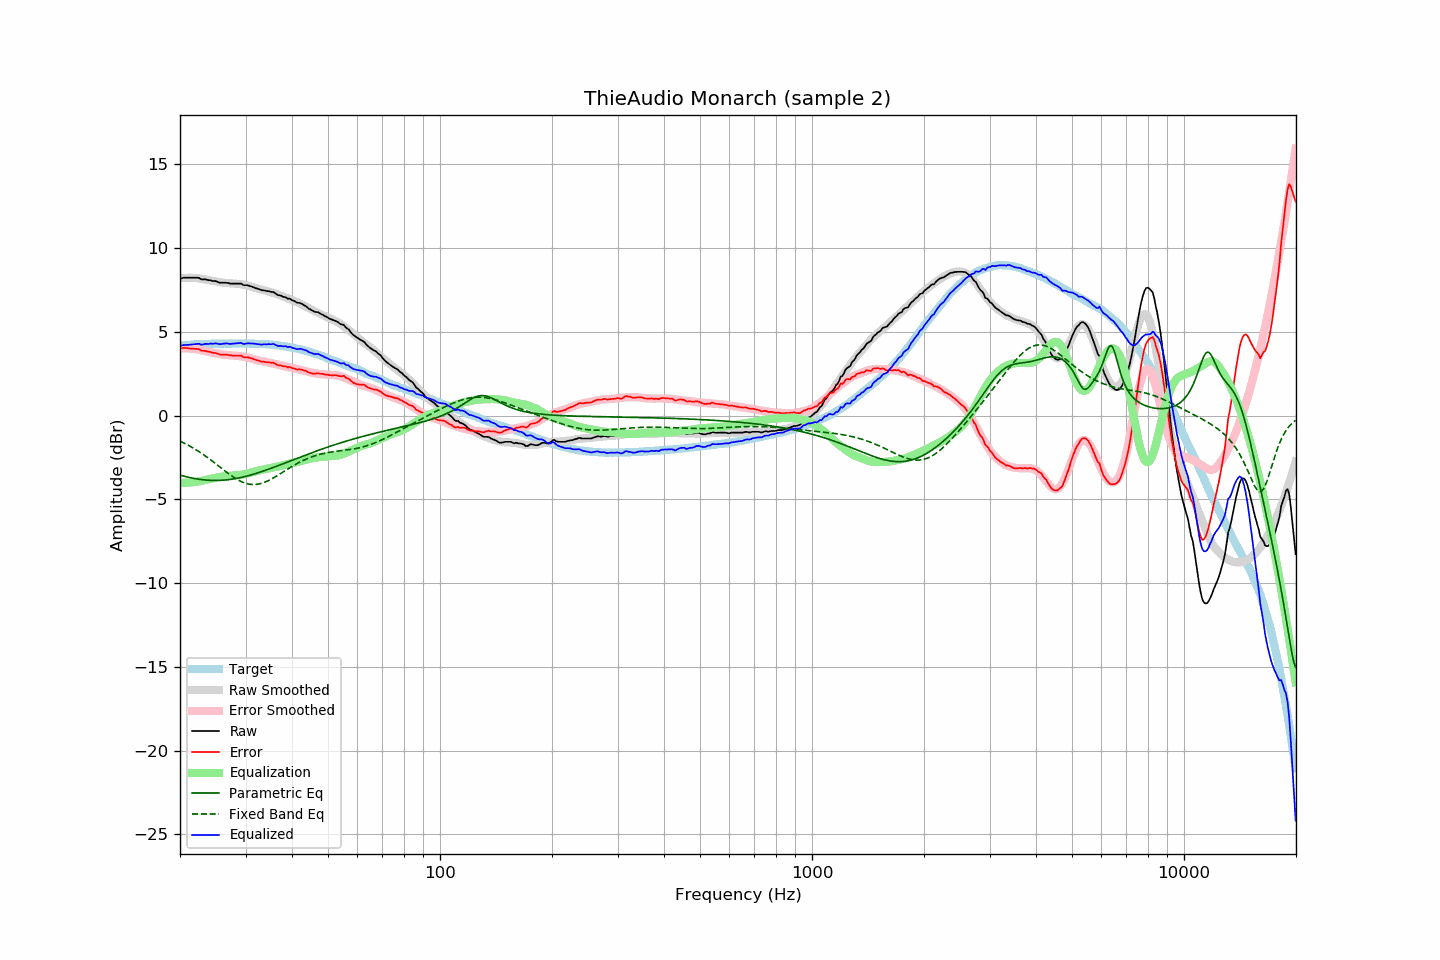 ThieAudio Monarch (sample 2)
15
10
5
0
−5
−10
−15
−20
−25
Amplitude (dBr)
Target
Raw Smoothed
Error Smoothed
Raw
Error
Equalization
Parametric Eq
Fixed Band Eq
Equalized
100 1000 10000
Frequency (Hz)